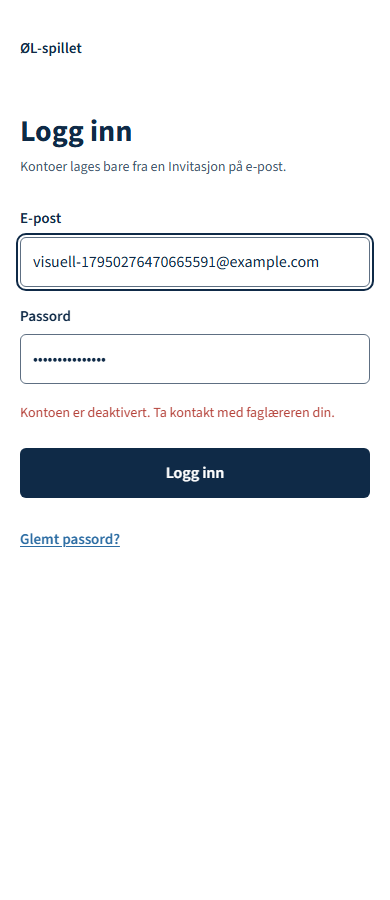 ØL-spillet
Logg inn
Kontoer lages bare fra en Invitasjon på e-post.
E-post
visuell-17950276470665591@example.com
Passord
•••••••••••••••
Kontoen er deaktivert. Ta kontakt med faglæreren din.
Logg inn
Glemt passord?